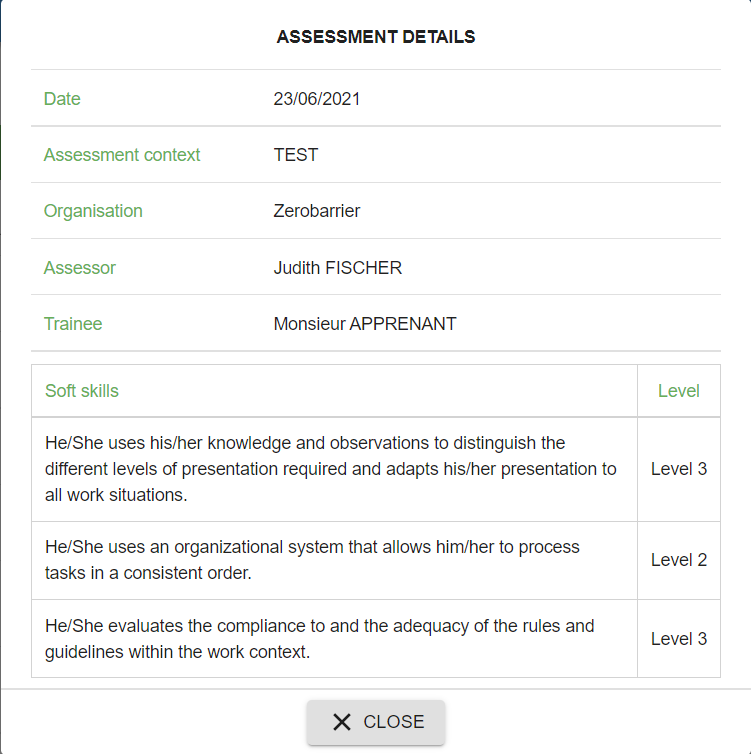 ASSESSMENT DETAILS
Date 23/06/2021
Assessment context TEST
Organisation Zerobarrier
Assessor Judith FISCHER
Trainee Monsieur APPRENANT
Soft skills Level
He/She uses his/her knowledge and observations to distinguish the
different levels of presentation required and adapts his/her presentation to
all work situations.
Level 3
He/She uses an organizational system that allows him/her to process
tasks in a consistent order.
Level 2
He/She evaluates the compliance to and the adequacy of the rules and
guidelines within the work context.
Level 3
CLOSE